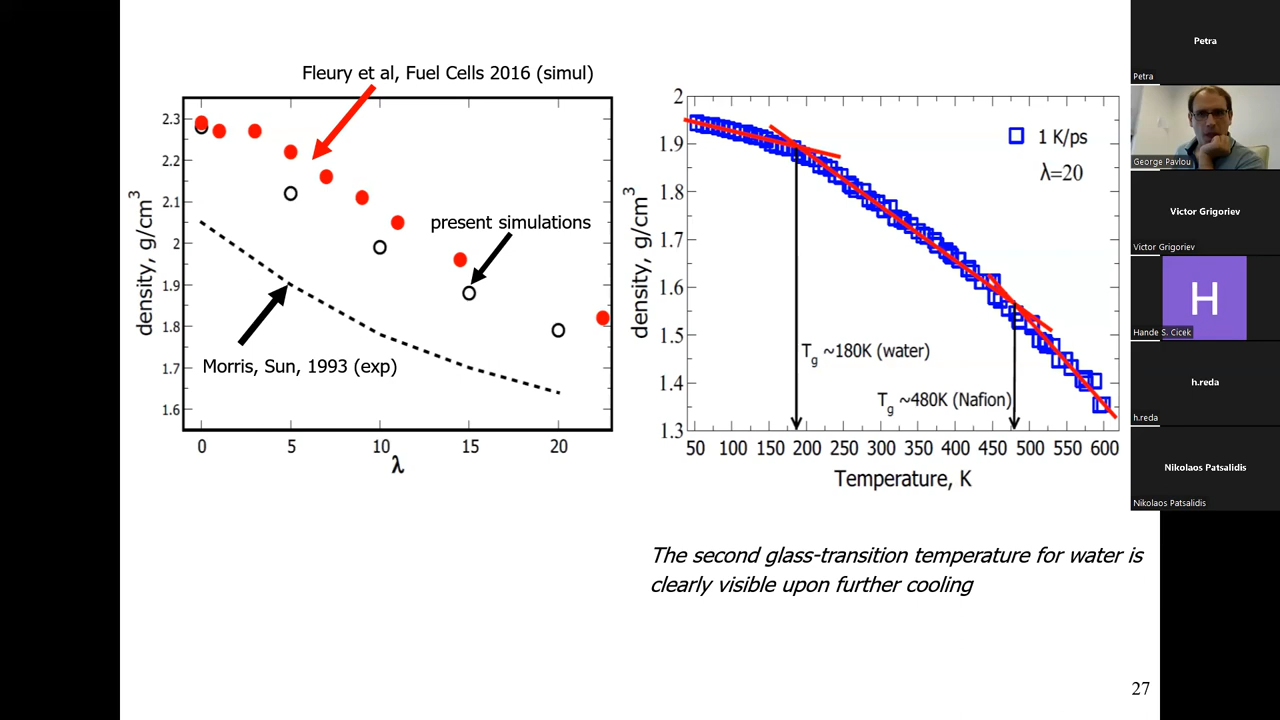 Fleury et al, Fuel Cells 2016 (simul)
2.3
2.2
2.1
2
1.9
1.8
1.7
1.6
density, g/cm³
present simulations
Morris, Sun, 1993 (exp)
0
5
10
15
20
λ
2
1.9
1.8
1.7
1.6
1.5
1.4
1.3
density, g/cm³
1 K/ps
λ=20
Tg ~180K (water)
Tg ~480K (Nafion)
50 100 150 200 250 300 350 400 450 500 550 600
Temperature, K
The second glass-transition temperature for water is
clearly visible upon further cooling
27
Petra
Petra
George Pavlou
Victor Grigoriev
Victor Grigoriev
H
Hande S. Cicek
h.reda
h.reda
Nikolaos Patsalidis
Nikolaos Patsalidis